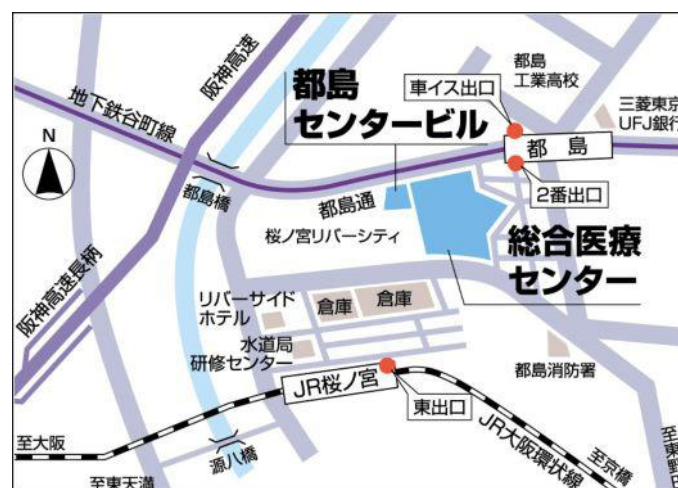 阪神高速
地下鉄谷町線
N
都島橋
阪神高速長柄
都島
センタービル
車イス出口
都島
工業高校
三菱東京
UFJ銀行
都島
2番出口
都島通
桜ノ宮リバーシティ
総合医療
センター
リバーサイド
ホテル
倉庫
倉庫
水道局
研修センター
都島消防署
JR桜ノ宮
東出口
JR大阪環状線
至大阪
至東天満
源八橋
至京橋
至東野田